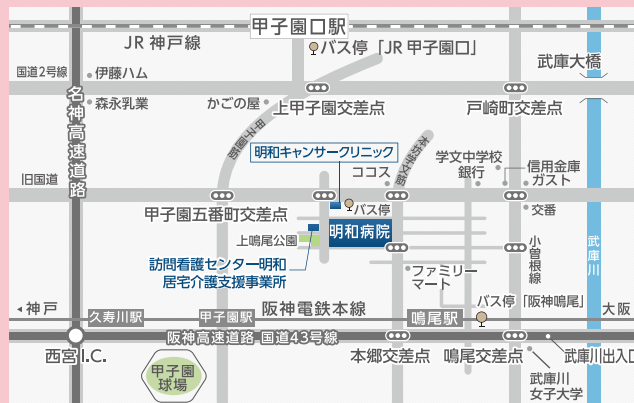 甲子園口駅
JR 神戸線
バス停「JR 甲子園口」
国道2号線
伊藤ハム
武庫大橋
森永乳業
かごの屋
上甲子園交差点
戸崎町交差点
名神高速道路
甲子園筋
明和キャンサークリニック
本郷学文筋
学文中学校
銀行
信用金庫
ガスト
ココス
旧国道
バス停
交番
甲子園五番町交差点
上鳴尾公園
明和病院
小曽根線
武庫川
訪問看護センター明和
居宅介護支援事業所
ファミリー
マート
バス停「阪神鳴尾」
神戸
久寿川駅
甲子園駅
阪神電鉄本線
鳴尾駅
大阪
阪神高速道路 国道43号線
西宮 I.C.
本郷交差点
鳴尾交差点
武庫川出入口
甲子園
球場
武庫川
女子大学